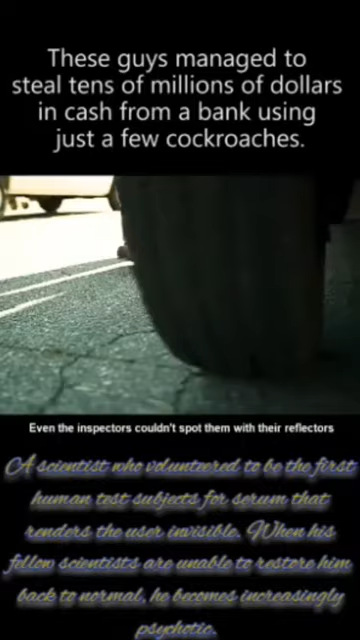 These guys managed to
steal tens of millions of dollars
in cash from a bank using
just a few cockroaches.
Even the inspectors couldn't spot them with their reflectors
A scientist who volunteered to be the first
human test subjects for serum that
renders the user invisible. When his
fellow scientists are unable to restore him
back to normal, he becomes increasingly
psychotic.